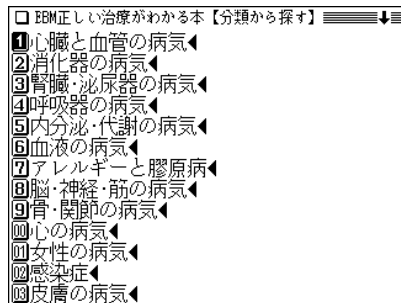 EBM正しい治療がわかる本【分類から探す】
1心臓と血管の病気
2消化器の病気
3腎臓・泌尿器の病気
4呼吸器の病気
5内分泌・代謝の病気
6血液の病気
7アレルギーと膠原病
8脳・神経・筋の病気
9骨・関節の病気
00心の病気
01女性の病気
02感染症
03皮膚の病気